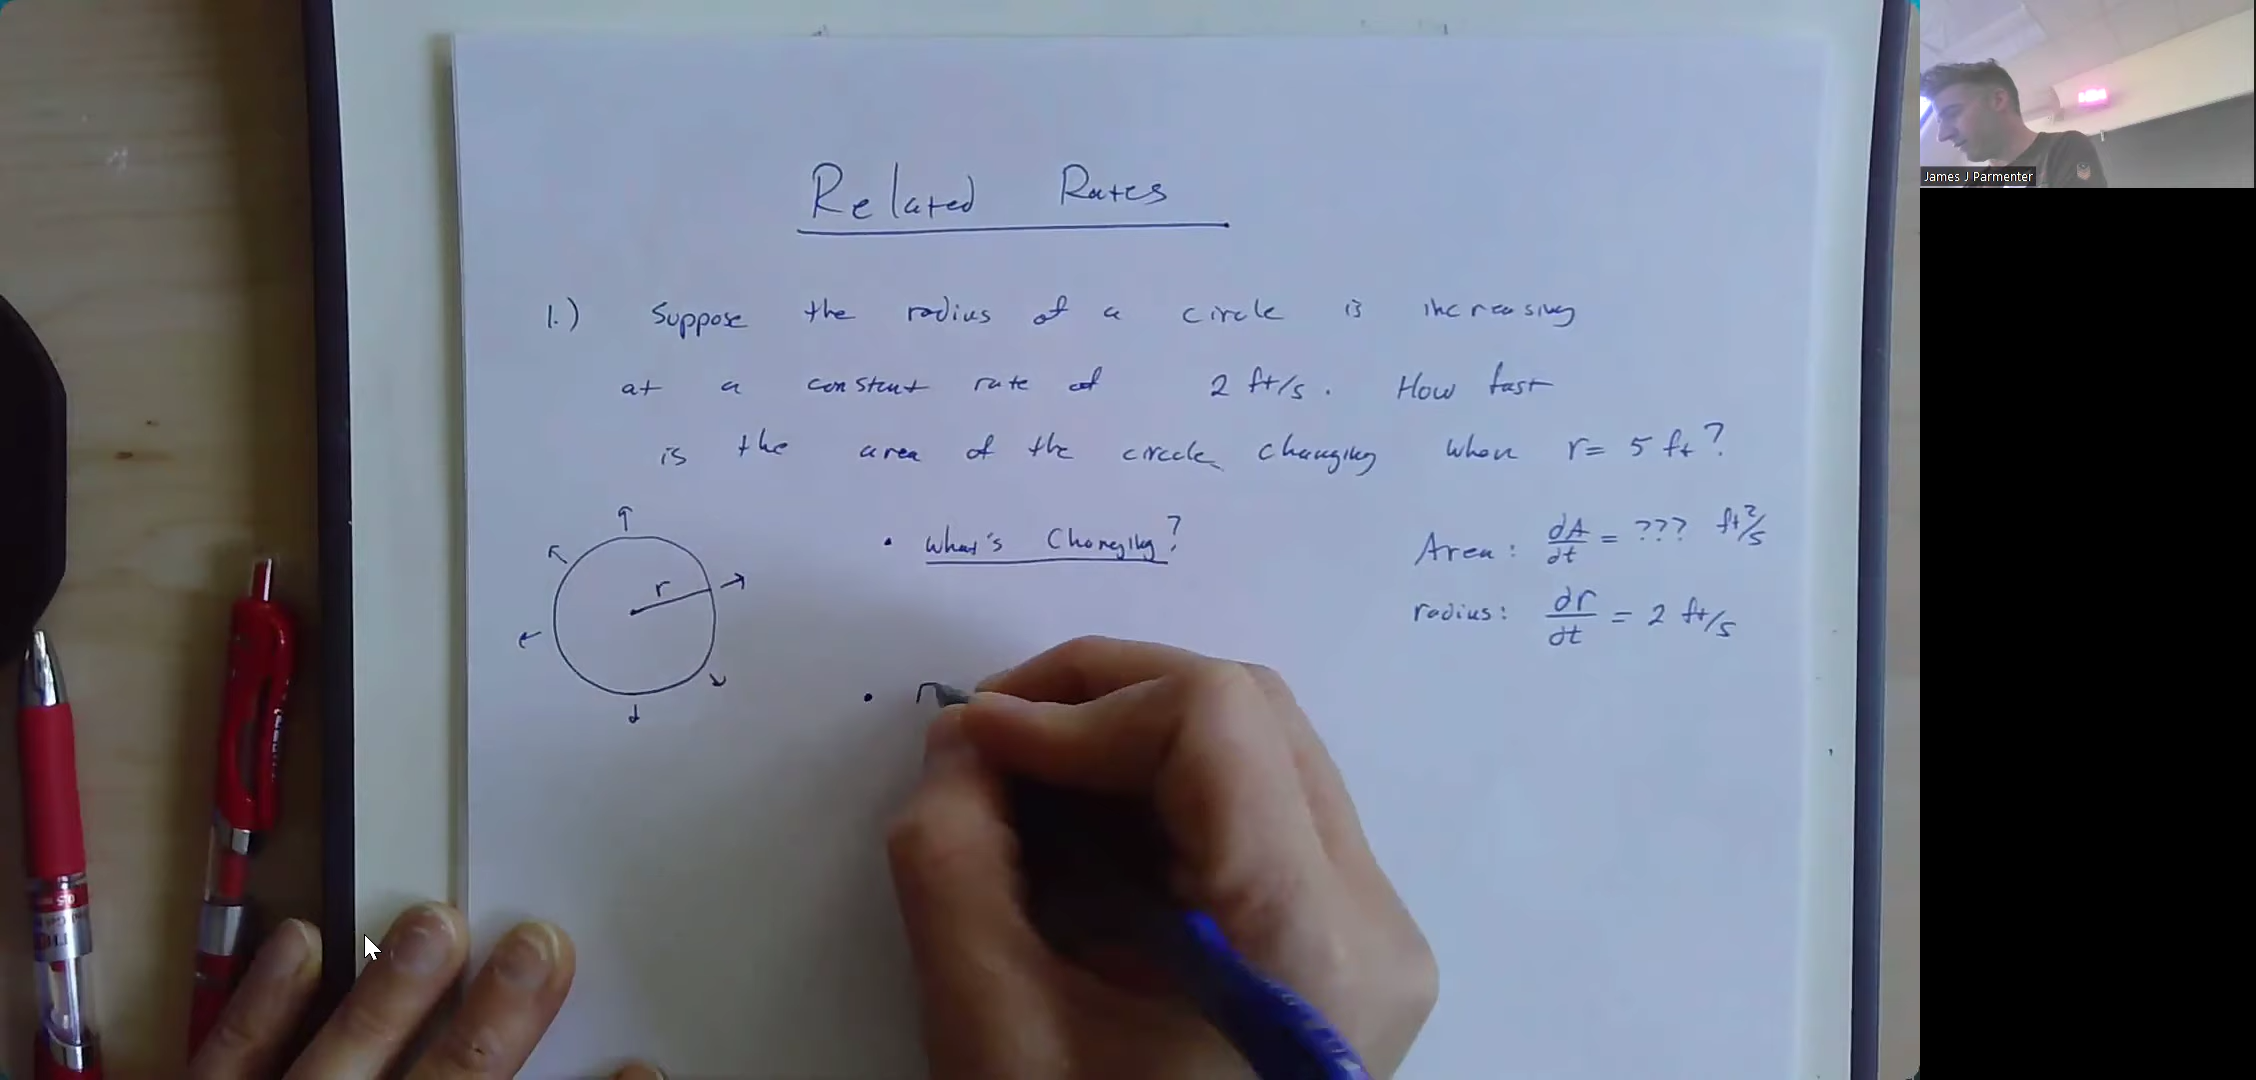 Related Rates
1.) Suppose the radius of a circle is increasing
at a constant rate of 2 ft/s. How fast
is the area of the circle changing when r= 5 ft?
r
• What's Changing?
Area: dA/dt = ??? ft²/s
radius: dr/dt = 2 ft/s
•
James J Parmenter